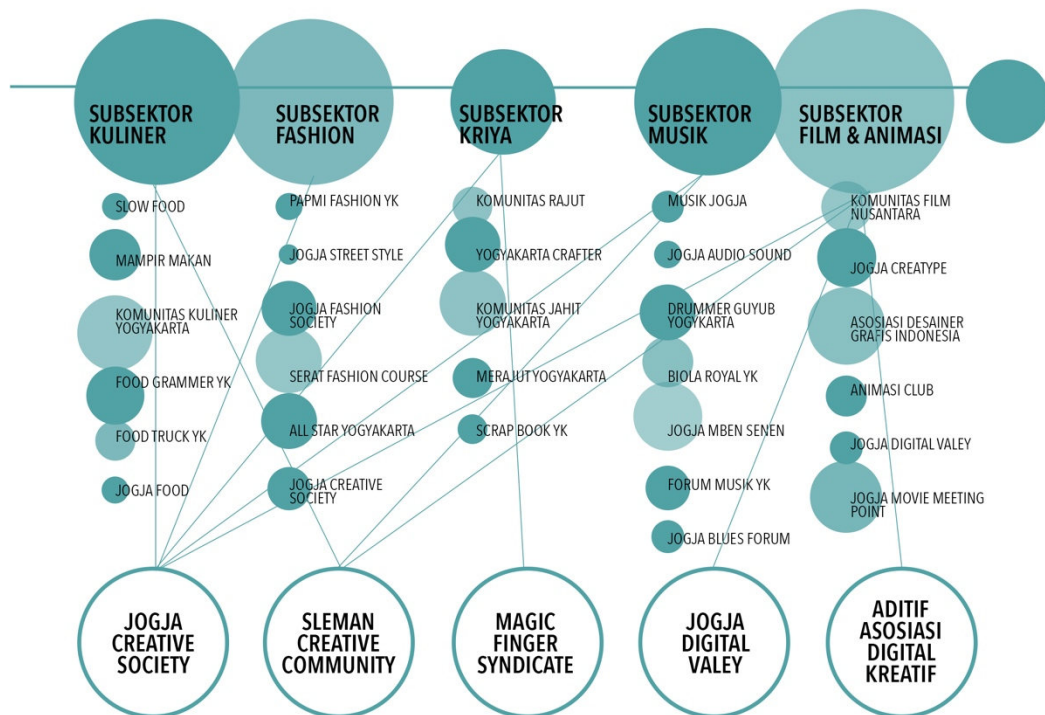 SUBSEKTOR
KULINER
SUBSEKTOR
FASHION
SUBSEKTOR
KRIYA
SUBSEKTOR
MUSIK
SUBSEKTOR
FILM & ANIMASI
SLOW FOOD
MAMPIR MAKAN
KOMUNITAS KULINER
YOGYAKARTA
FOOD GRAMMER YK
FOOD TRUCK YK
JOGJA FOOD
PAPMI FASHION YK
JOGJA STREET STYLE
JOGJA FASHION
SOCIETY
SERAT FASHION COURSE
ALL STAR YOGYAKARTA
JOGJA CREATIVE
SOCIETY
KOMUNITAS RAJUT
YOGYAKARTA CRAFTER
KOMUNITAS JAHIT
YOGYAKARTA
MERAJUT YOGYAKARTA
SCRAP BOOK YK
MUSIK JOGJA
JOGJA AUDIO SOUND
DRUMMER GUYUB
YOGYKARTA
BIOLA ROYAL YK
JOGJA MBEN SENEN
FORUM MUSIK YK
JOGJA BLUES FORUM
KOMUNITAS FILM
NUSANTARA
JOGJA CREATYPE
ASOSIASI DESAINER
GRAFIS INDONESIA
ANIMASI CLUB
JOGJA DIGITAL VALEY
JOGJA MOVIE MEETING
POINT
JOGJA
CREATIVE
SOCIETY
SLEMAN
CREATIVE
COMMUNITY
MAGIC
FINGER
SYNDICATE
JOGJA
DIGITAL
VALEY
ADITIF
ASOSIASI
DIGITAL
KREATIF